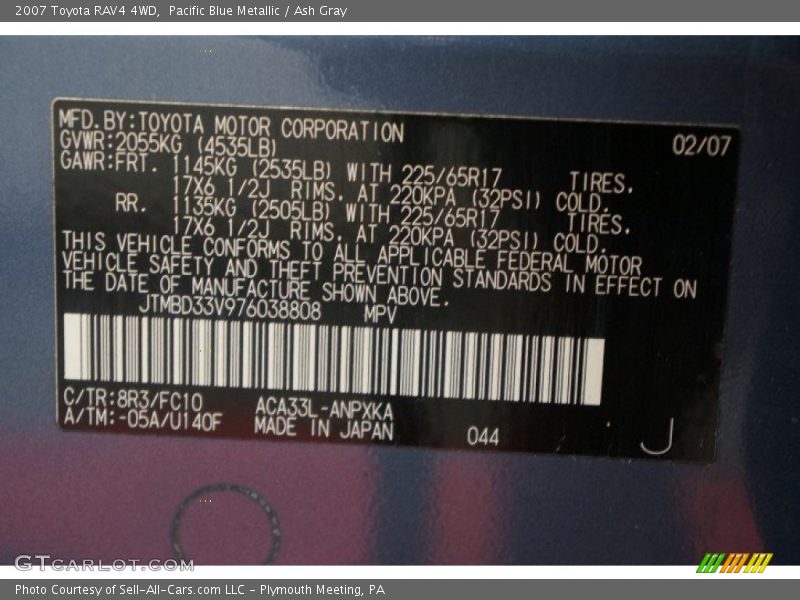 2007 Toyota RAV4 4WD,  Pacific Blue Metallic / Ash Gray
MFD.BY:TOYOTA MOTOR CORPORATION 02/07
GVWR:2055KG (4535LB)
GAWR:FRT. 1145KG (2535LB) WITH 225/65R17 TIRES.
17X6 1/2J RIMS. AT 220KPA (32PSI) COLD.
RR. 1135KG (2505LB) WITH 225/65R17 TIRES.
17X6 1/2J RIMS. AT 220KPA (32PSI) COLD.
THIS VEHICLE CONFORMS TO ALL APPLICABLE FEDERAL MOTOR
VEHICLE SAFETY AND THEFT PREVENTION STANDARDS IN EFFECT ON
THE DATE OF MANUFACTURE SHOWN ABOVE.
JTMBD33V976038808 MPV
C/TR:8R3/FC10 ACA33L-ANPXKA
A/TM:-05A/U140F MADE IN JAPAN 044 J
GTcarlot.com
Photo Courtesy of Sell-All-Cars.com LLC - Plymouth Meeting, PA